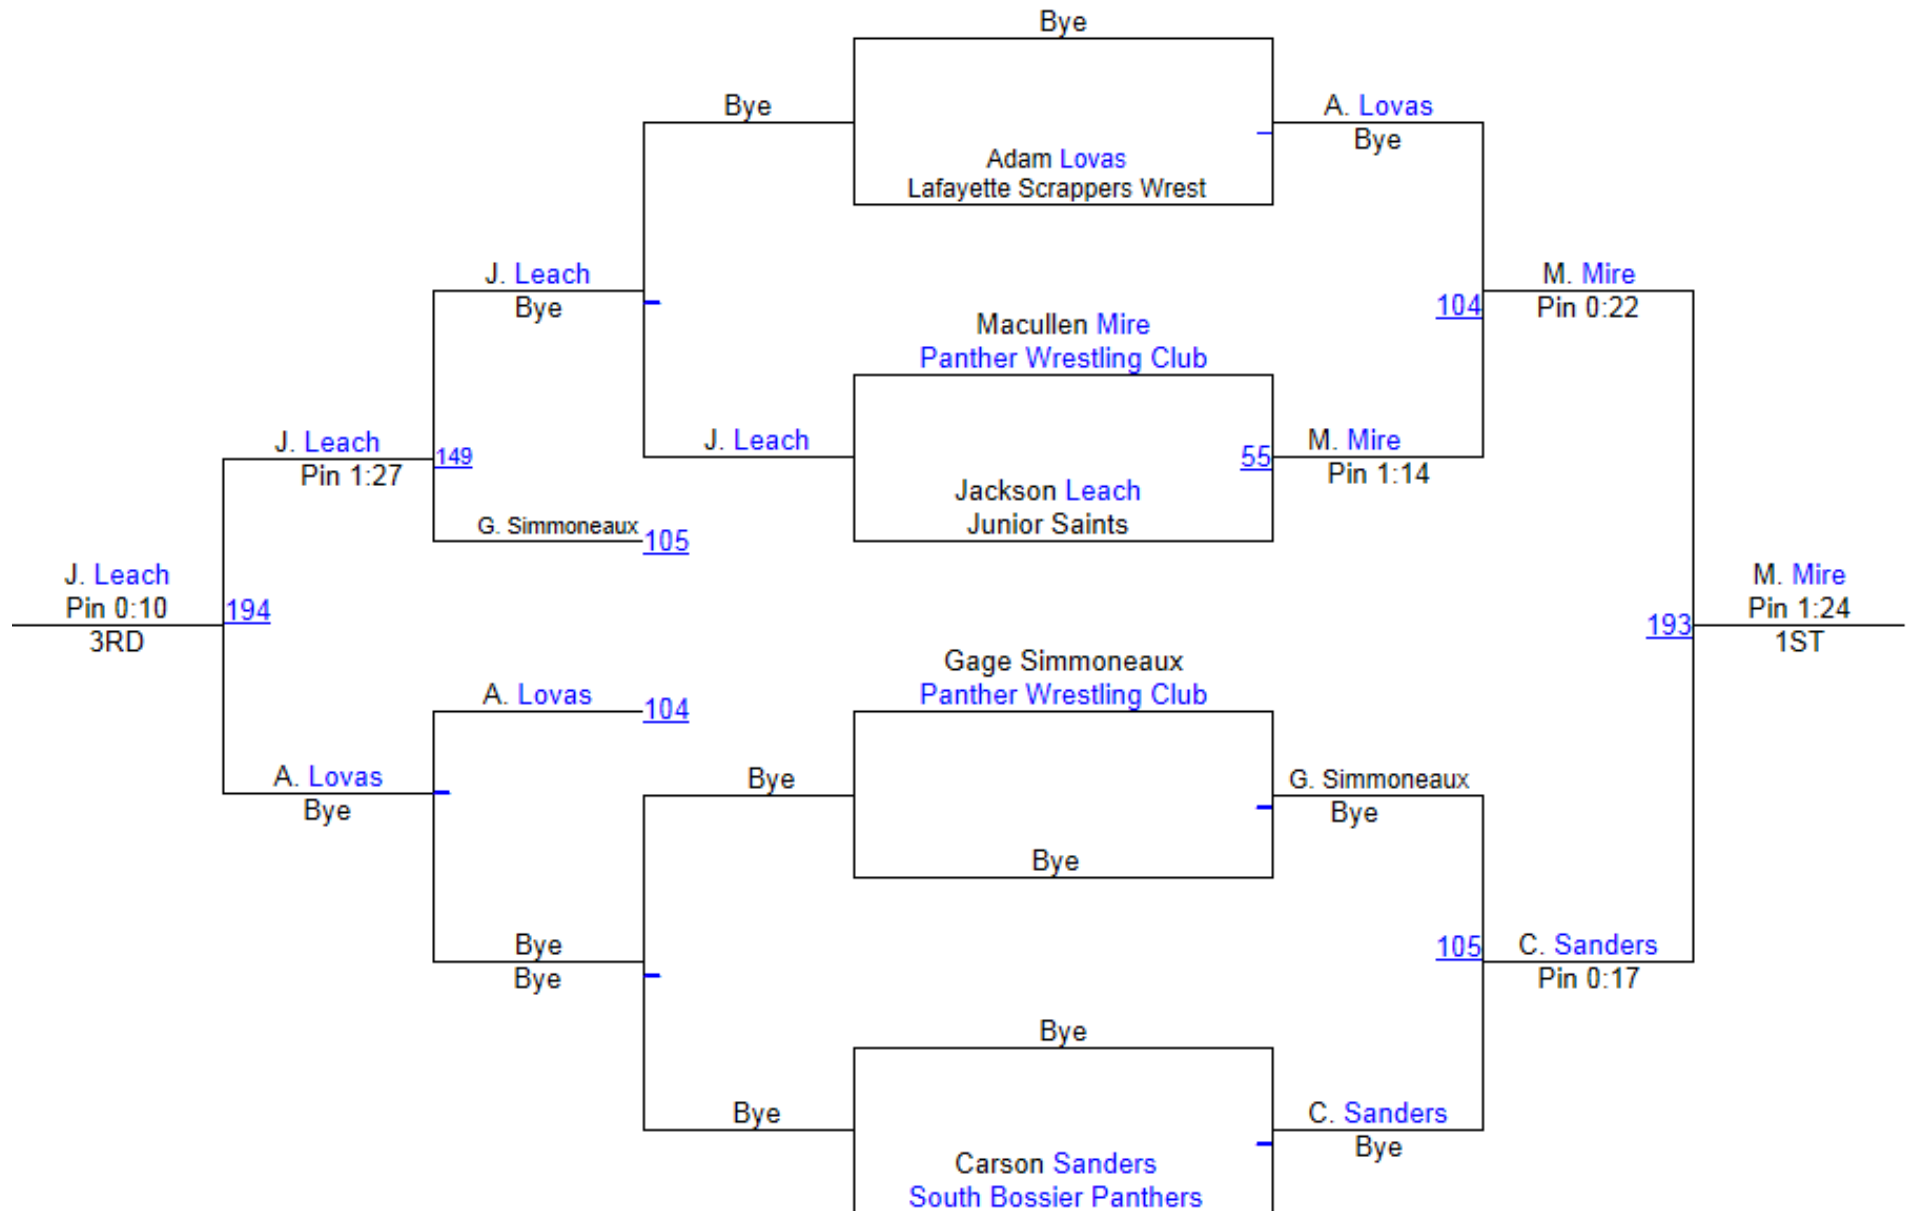 Bye
Bye
A. Lovas
Bye
Adam Lovas
Lafayette Scrappers Wrest
J. Leach
Bye
M. Mire
Pin 0:22
104
Macullen Mire
Panther Wrestling Club
J. Leach
Pin 1:27
149
J. Leach
55
M. Mire
Pin 1:14
Jackson Leach
Junior Saints
G. Simmoneaux
105
J. Leach
Pin 0:10
3RD
194
M. Mire
Pin 1:24
1ST
193
Gage Simmoneaux
Panther Wrestling Club
A. Lovas
104
A. Lovas
Bye
Bye
G. Simmoneaux
Bye
Bye
Bye
Bye
105
C. Sanders
Pin 0:17
Bye
Bye
C. Sanders
Bye
Carson Sanders
South Bossier Panthers